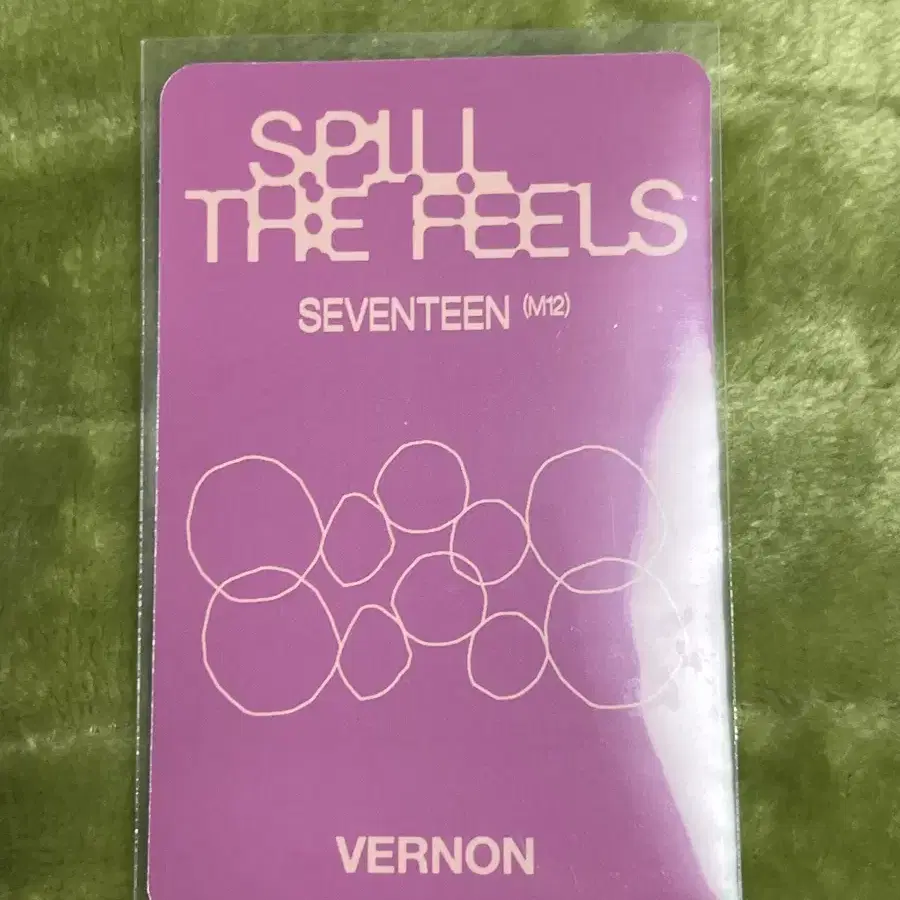 SPILL
THE FEELS
SEVENTEEN (M12)
VERNON